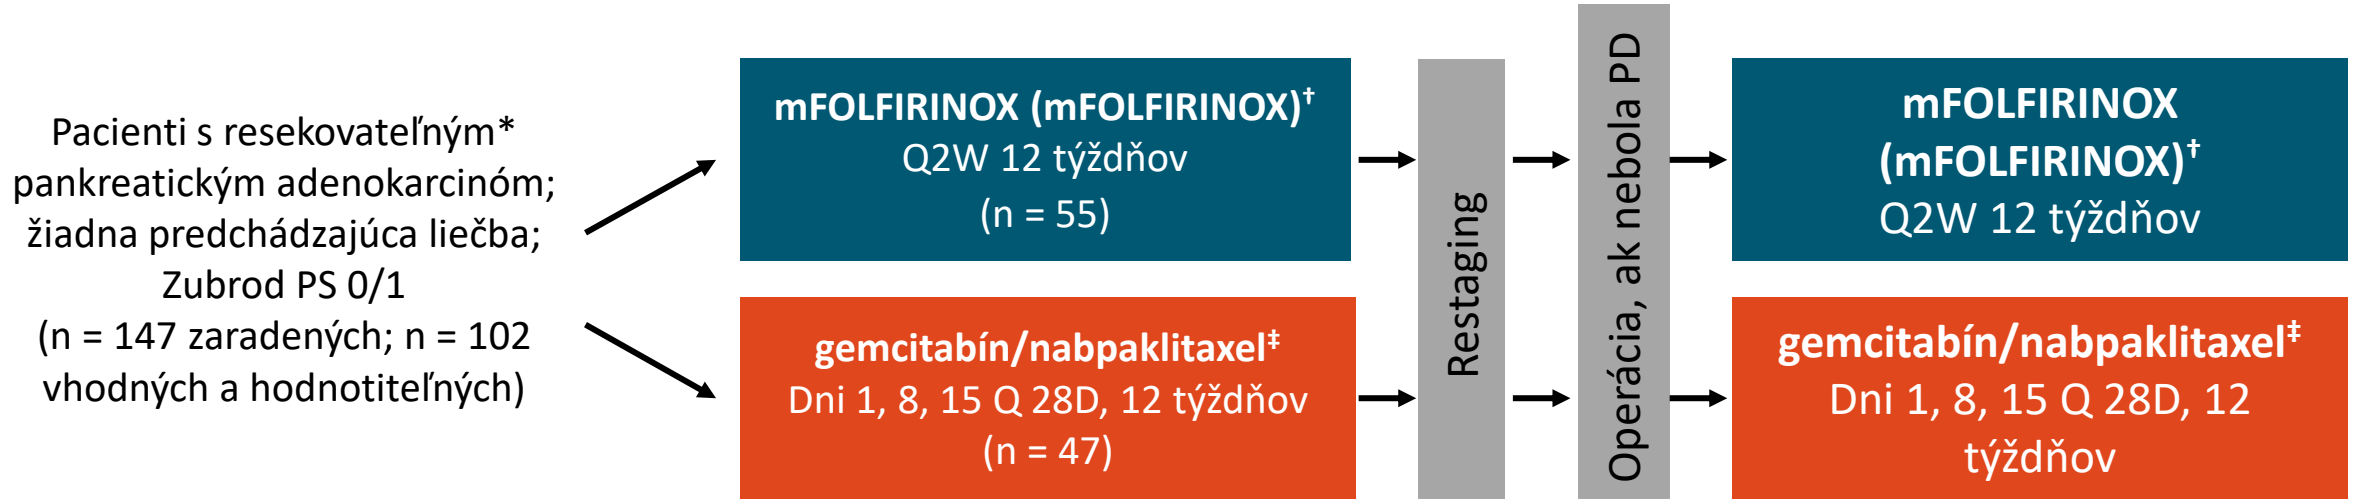 Pacienti s resekovateľným*
pankreatickým adenokarcinóm;
žiadna predchádzajúca liečba;
Zubrod PS 0/1
(n = 147 zaradených; n = 102
vhodných a hodnotiteľných)
mFOLFIRINOX (mFOLFIRINOX)†
Q2W 12 týždňov
(n = 55)
gemcitabín/nabpaklitaxel‡
Dni 1, 8, 15 Q 28D, 12 týždňov
(n = 47)
Restaging
Operácia, ak nebola PD
mFOLFIRINOX
(mFOLFIRINOX)†
Q2W 12 týždňov
gemcitabín/nabpaklitaxel‡
Dni 1, 8, 15 Q 28D, 12
týždňov